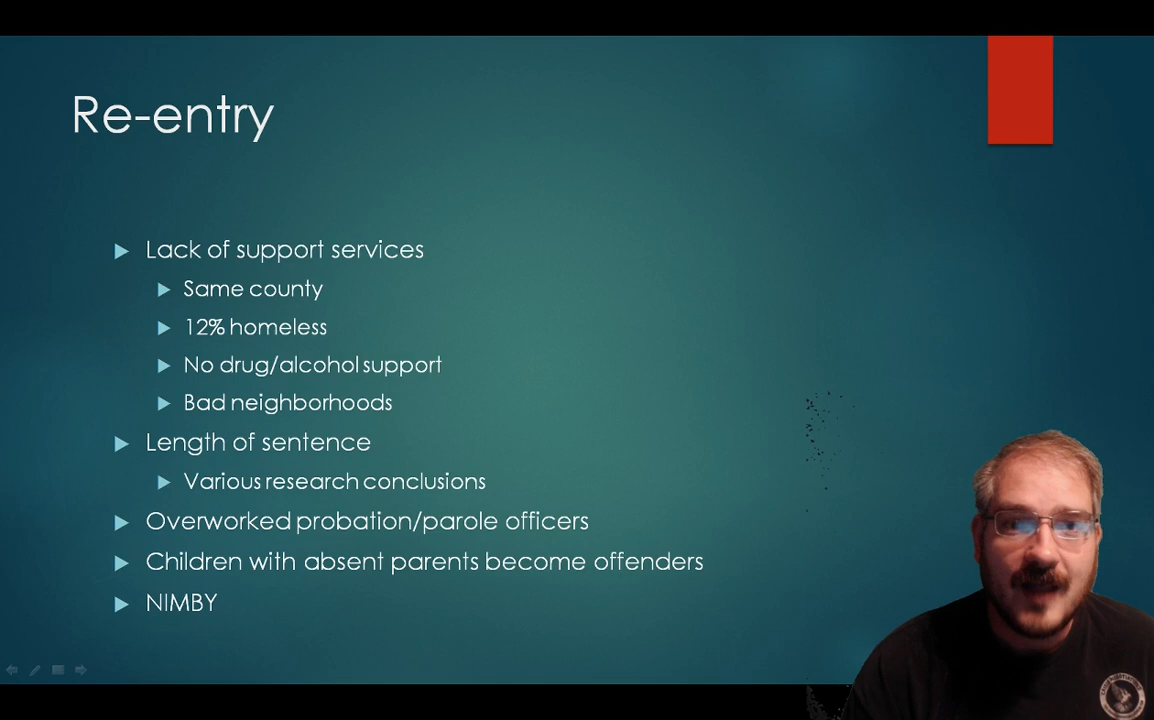 Re-entry
Lack of support services
Same county
12% homeless
No drug/alcohol support
Bad neighborhoods
Length of sentence
Various research conclusions
Overworked probation/parole officers
Children with absent parents become offenders
NIMBY